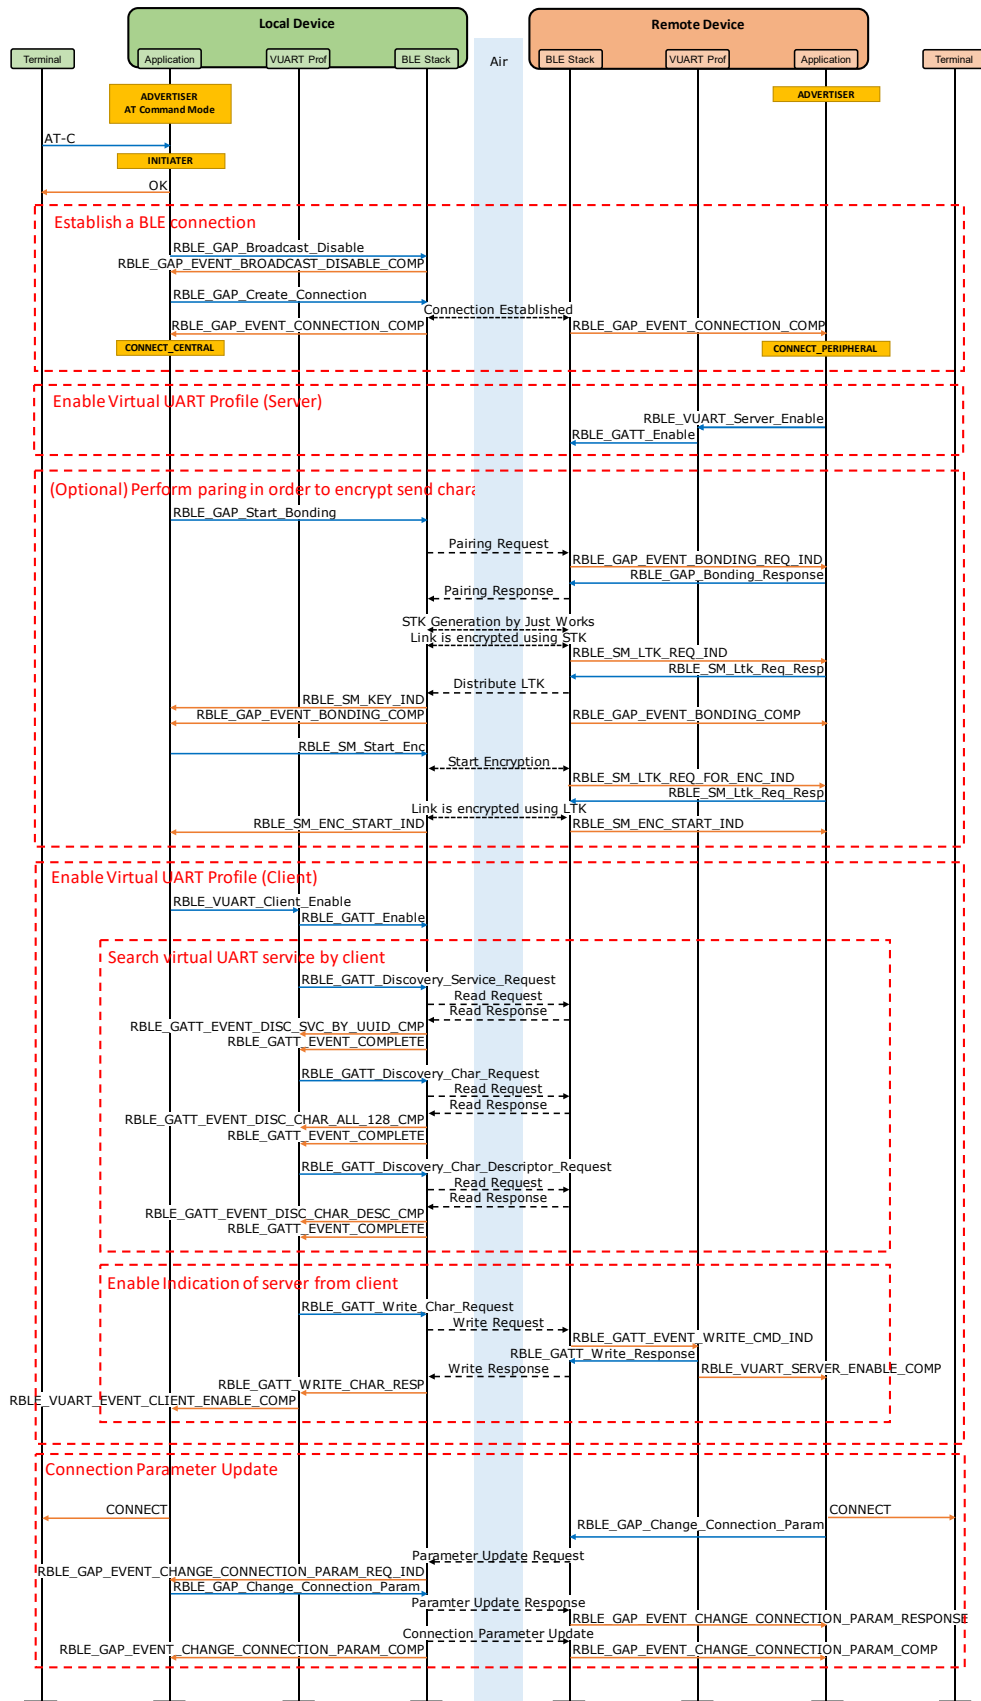 Local Device
Remote Device
Terminal
Application
VUART Prof
BLE Stack
Air
BLE Stack
VUART Prof
Application
Terminal
ADVERTISER
AT Command Mode
ADVERTISER
AT-C
INITIATER
OK
Establish a BLE connection
RBLE_GAP_Broadcast_Disable
RBLE_GAP_EVENT_BROADCAST_DISABLE_COMP
RBLE_GAP_Create_Connection
Connection Established
RBLE_GAP_EVENT_CONNECTION_COMP
RBLE_GAP_EVENT_CONNECTION_COMP
CONNECT_CENTRAL
CONNECT_PERIPHERAL
Enable Virtual UART Profile (Server)
RBLE_VUART_Server_Enable
RBLE_GATT_Enable
(Optional) Perform paring in order to encrypt send chara
RBLE_GAP_Start_Bonding
Pairing Request
RBLE_GAP_EVENT_BONDING_REQ_IND
RBLE_GAP_Bonding_Response
Pairing Response
STK Generation by Just Works
Link is encrypted using STK
RBLE_SM_LTK_REQ_IND
RBLE_SM_Ltk_Req_Resp
Distribute LTK
RBLE_SM_KEY_IND
RBLE_GAP_EVENT_BONDING_COMP
RBLE_GAP_EVENT_BONDING_COMP
RBLE_SM_Start_Enc
Start Encryption
RBLE_SM_LTK_REQ_FOR_ENC_IND
RBLE_SM_Ltk_Req_Resp
Link is encrypted using LTK
RBLE_SM_ENC_START_IND
RBLE_SM_ENC_START_IND
Enable Virtual UART Profile (Client)
RBLE_VUART_Client_Enable
RBLE_GATT_Enable
Search virtual UART service by client
RBLE_GATT_Discovery_Service_Request
Read Request
Read Response
RBLE_GATT_EVENT_DISC_SVC_BY_UUID_CMP
RBLE_GATT_EVENT_COMPLETE
RBLE_GATT_Discovery_Char_Request
Read Request
Read Response
RBLE_GATT_EVENT_DISC_CHAR_ALL_128_CMP
RBLE_GATT_EVENT_COMPLETE
RBLE_GATT_Discovery_Char_Descriptor_Request
Read Request
Read Response
RBLE_GATT_EVENT_DISC_CHAR_DESC_CMP
RBLE_GATT_EVENT_COMPLETE
Enable Indication of server from client
RBLE_GATT_Write_Char_Request
Write Request
RBLE_GATT_EVENT_WRITE_CMD_IND
RBLE_GATT_Write_Response
Write Response
RBLE_VUART_SERVER_ENABLE_COMP
RBLE_GATT_WRITE_CHAR_RESP
RBLE_VUART_EVENT_CLIENT_ENABLE_COMP
Connection Parameter Update
CONNECT
CONNECT
RBLE_GAP_Change_Connection_Param
Parameter Update Request
RBLE_GAP_EVENT_CHANGE_CONNECTION_PARAM_REQ_IND
RBLE_GAP_Change_Connection_Param
Paramter Update Response
RBLE_GAP_EVENT_CHANGE_CONNECTION_PARAM_RESPONSE
Connection Parameter Update
RBLE_GAP_EVENT_CHANGE_CONNECTION_PARAM_COMP
RBLE_GAP_EVENT_CHANGE_CONNECTION_PARAM_COMP